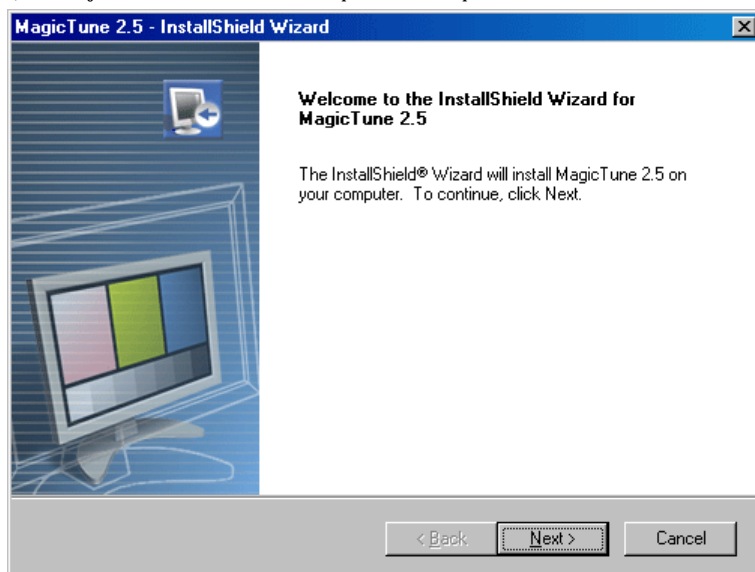 MagicTune 2.5 - InstallShield Wizard
Welcome to the InstallShield Wizard for
MagicTune 2.5
The InstallShield® Wizard will install MagicTune 2.5 on
your computer.  To continue, click Next.
< Back
Next >
Cancel